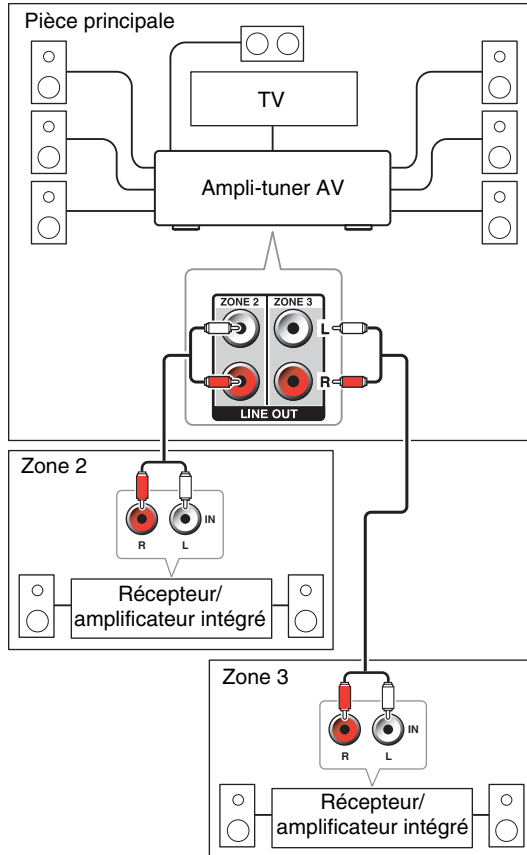 Pièce principale
TV
Ampli-tuner AV
ZONE 2 ZONE 3
L
R
LINE OUT
Zone 2
IN
R L
Récepteur/
amplificateur intégré
Zone 3
IN
R L
Récepteur/
amplificateur intégré